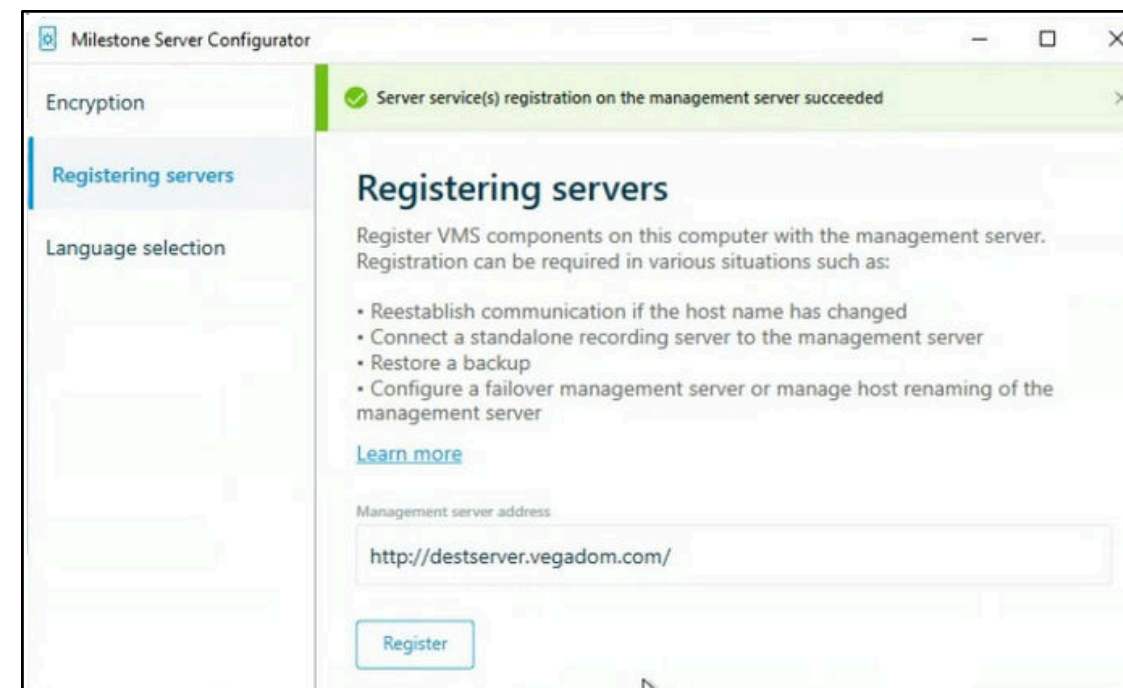 Milestone Server Configurator
Encryption
Server service(s) registration on the management server succeeded
Registering servers
Language selection
Registering servers
Register VMS components on this computer with the management server.
Registration can be required in various situations such as:
• Reestablish communication if the host name has changed
• Connect a standalone recording server to the management server
• Restore a backup
• Configure a failover management server or manage host renaming of the
management server
Learn more
Management server address
http://destserver.vegadom.com/
Register